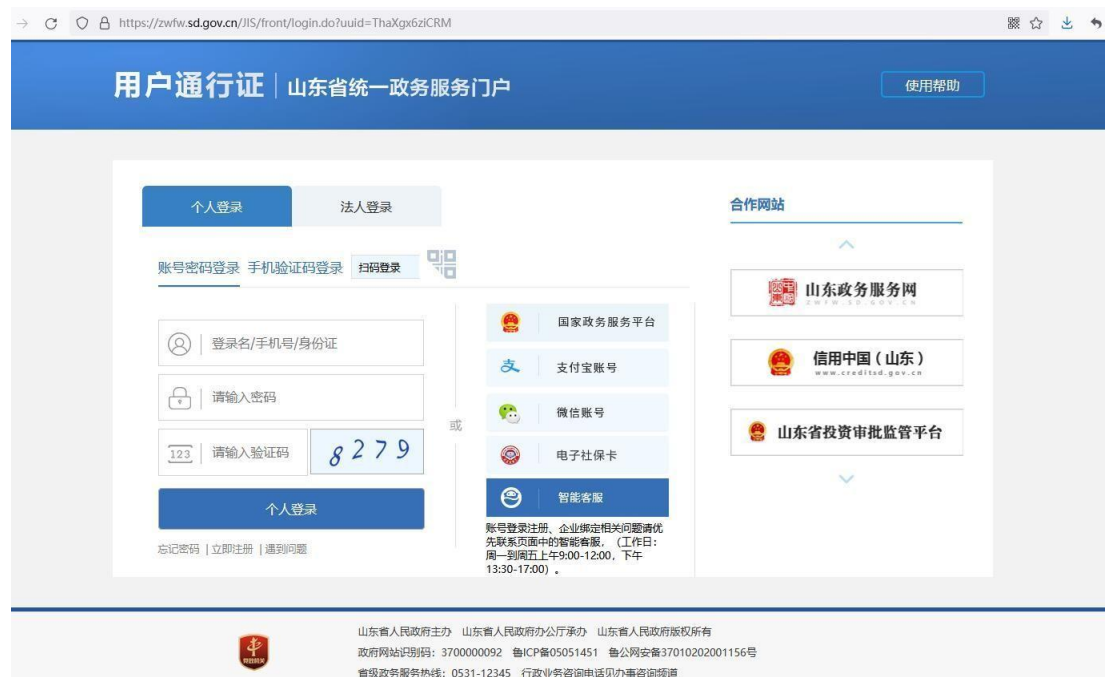 https://zwfw.sd.gov.cn/JIS/front/login.do?uuid=ThaXgx6ziCRM
用户通行证 | 山东省统一政务服务门户
使用帮助
个人登录
法人登录
账号密码登录 手机验证码登录 扫码登录
登录名/手机号/身份证
请输入密码
123 请输入验证码 8279
个人登录
忘记密码 | 立即注册 | 遇到问题
或
国家政务服务平台
支付宝账号
微信账号
电子社保卡
智能客服
账号登录注册、企业绑定相关问题请优
先联系页面中的智能客服，（工作日：
周一到周五上午9:00-12:00，下午
13:30-17:00）。
合作网站
山东政务服务网
ZWFW.SD.GOV.CN
信用中国（山东）
www.creditsd.gov.cn
山东省投资审批监管平台
山东省人民政府主办 山东省人民政府办公厅承办 山东省人民政府版权所有
政府网站识别码：3700000092 鲁ICP备05051451 鲁公网安备37010202001156号
省级政务服务热线：0531-12345 行政业务咨询电话见办事咨询频道